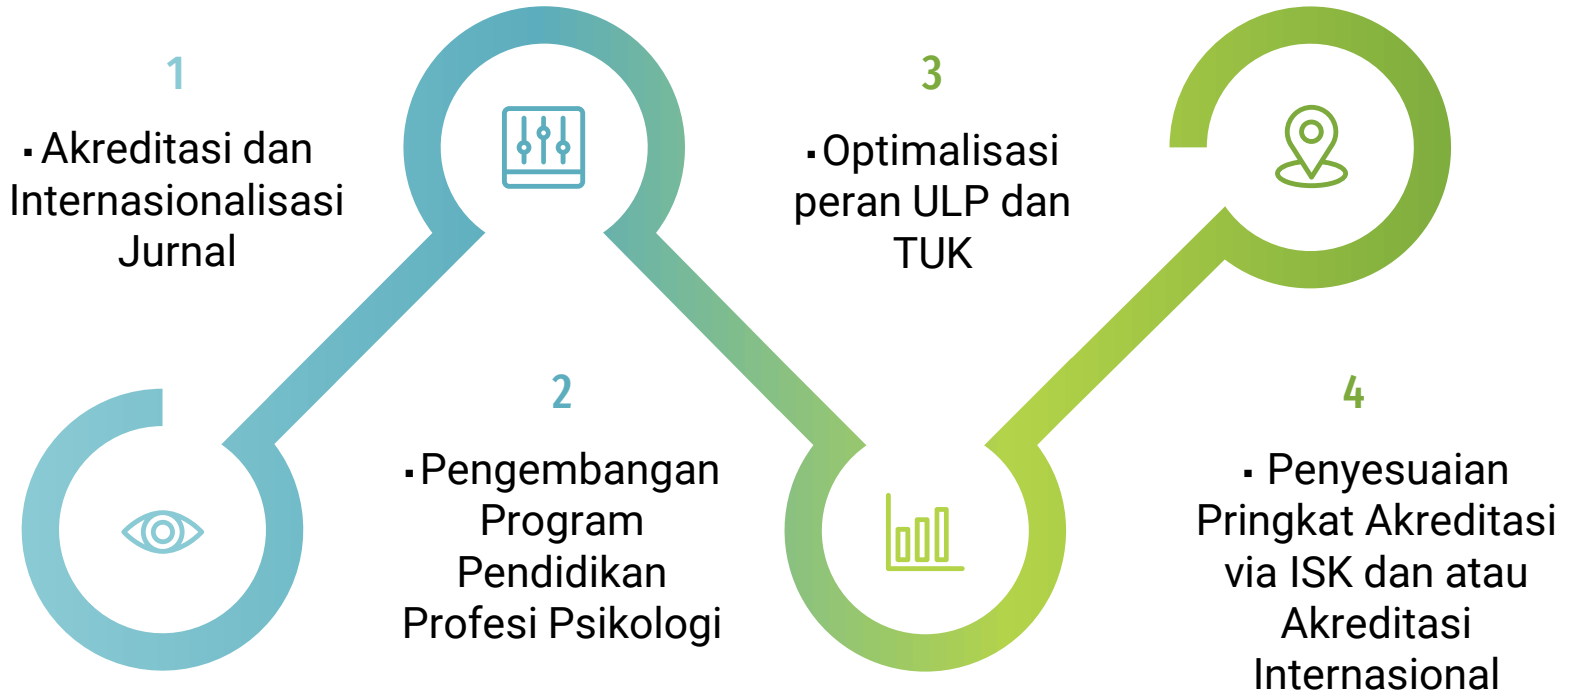 1
▪ Akreditasi dan
Internasionalisasi
Jurnal
2
▪ Pengembangan
Program
Pendidikan
Profesi Psikologi
3
▪ Optimalisasi
peran ULP dan
TUK
4
▪ Penyesuaian
Pringkat Akreditasi
via ISK dan atau
Akreditasi
Internasional